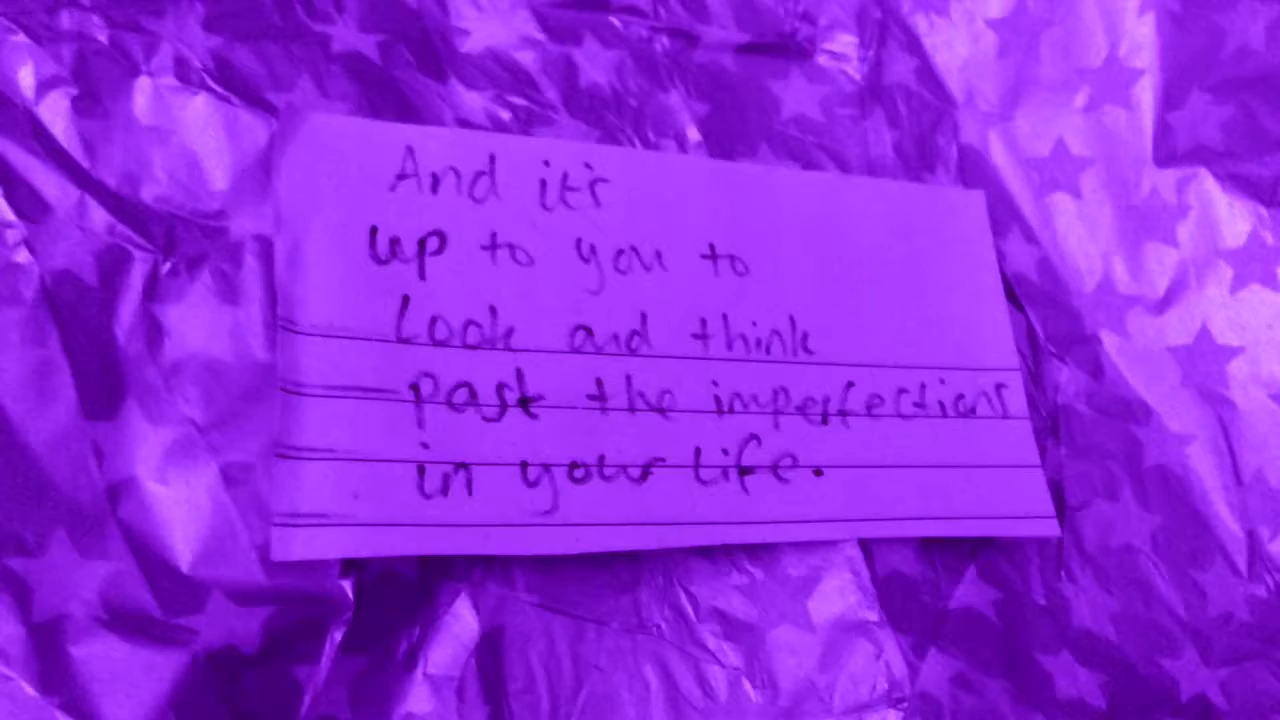 And it's
up to you to
Look and think
past the imperfections
in your life.